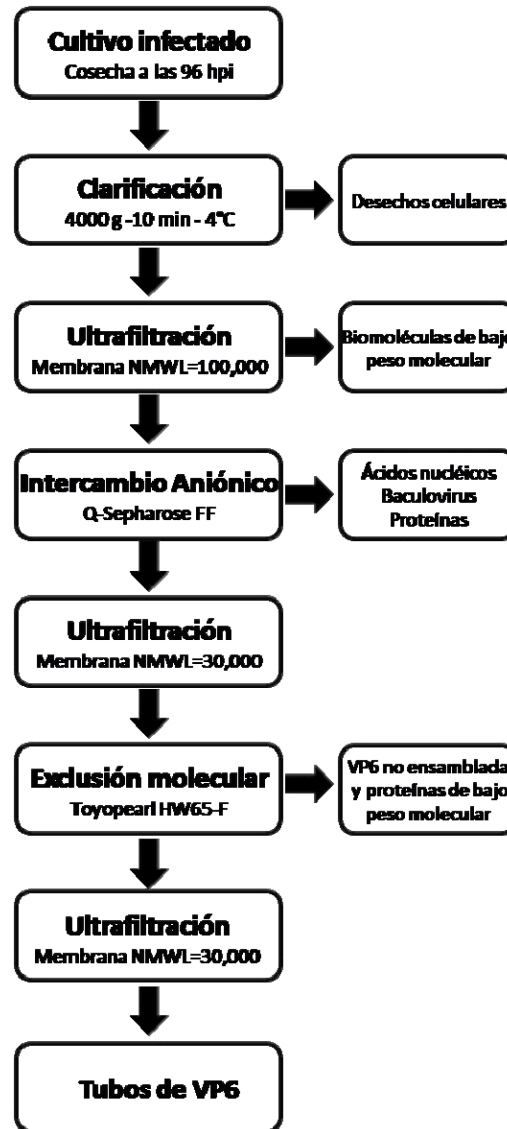 Cultivo infectado
Cosecha a las 96 hpi
Clarificación
4000 g -10 min - 4°C
Desechos celulares
Ultrafiltración
Membrana NMWL=100,000
Biomoléculas de bajo
peso molecular
Intercambio Aniónico
Q-Sepharose FF
Ácidos nucléicos
Baculovirus
Proteínas
Ultrafiltración
Membrana NMWL=30,000
Exclusión molecular
Toyopearl HW65-F
VP6 no ensamblada
y proteínas de bajo
peso molecular
Ultrafiltración
Membrana NMWL=30,000
Tubos de VP6